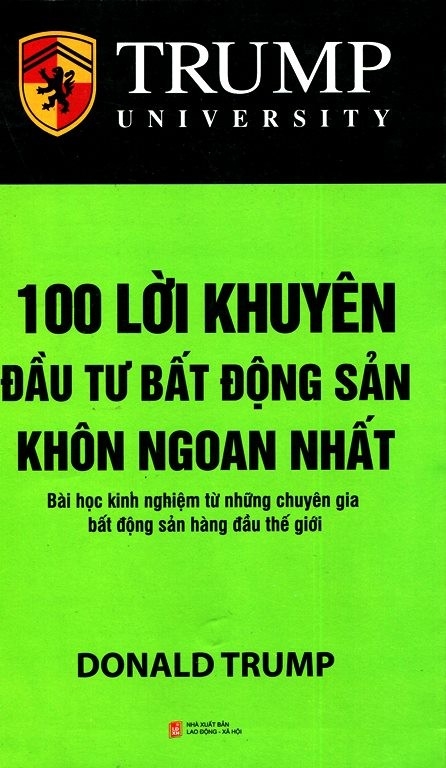 TRUMP
UNIVERSITY
100 LỜI KHUYÊN
ĐẦU TƯ BẤT ĐỘNG SẢN
KHÔN NGOAN NHẤT
Bài học kinh nghiệm từ những chuyên gia
bất động sản hàng đầu thế giới
DONALD TRUMP
NHÀ XUẤT BẢN
LAO ĐỘNG - XÃ HỘI